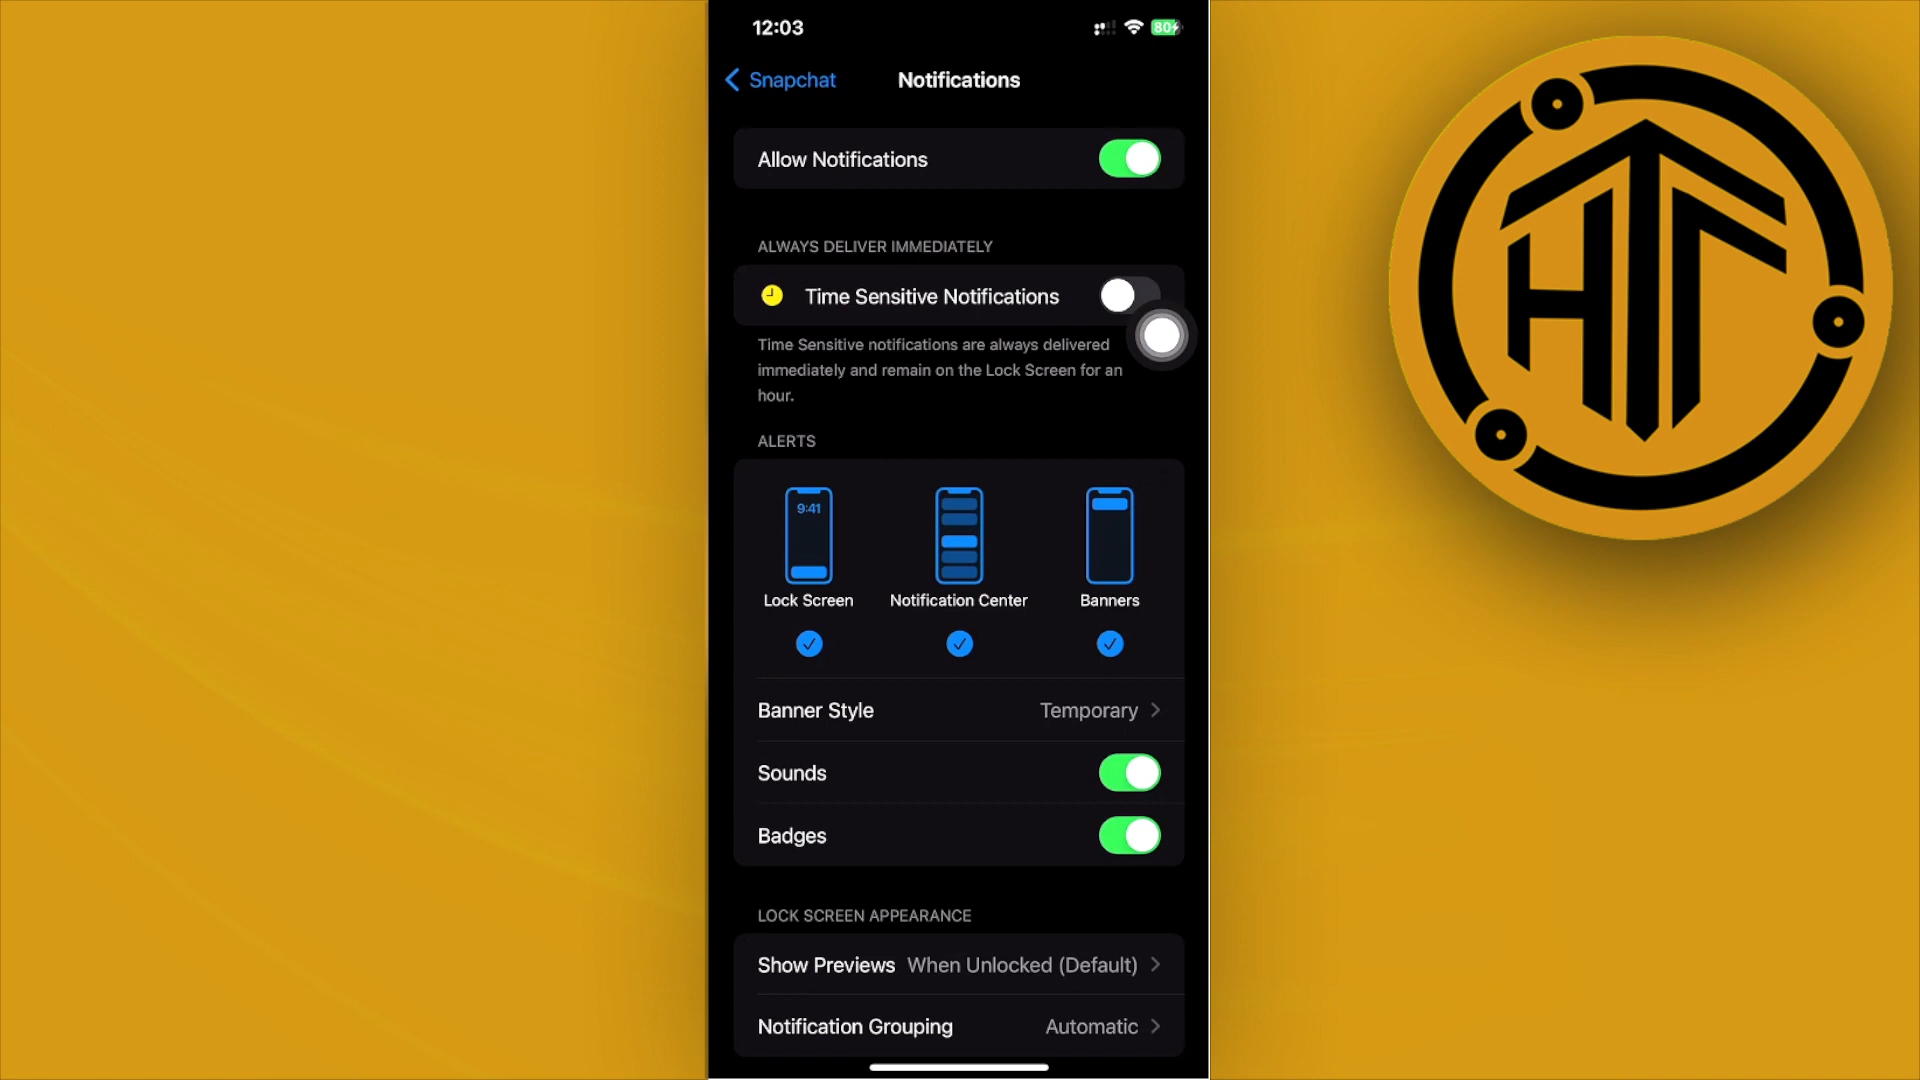 12:03
80
Snapchat
Notifications
Allow Notifications
ALWAYS DELIVER IMMEDIATELY
Time Sensitive Notifications
Time Sensitive notifications are always delivered
immediately and remain on the Lock Screen for an
hour.
ALERTS
9:41
Lock Screen
Notification Center
Banners
Banner Style
Temporary
Sounds
Badges
LOCK SCREEN APPEARANCE
Show Previews
When Unlocked (Default)
Notification Grouping
Automatic
HT